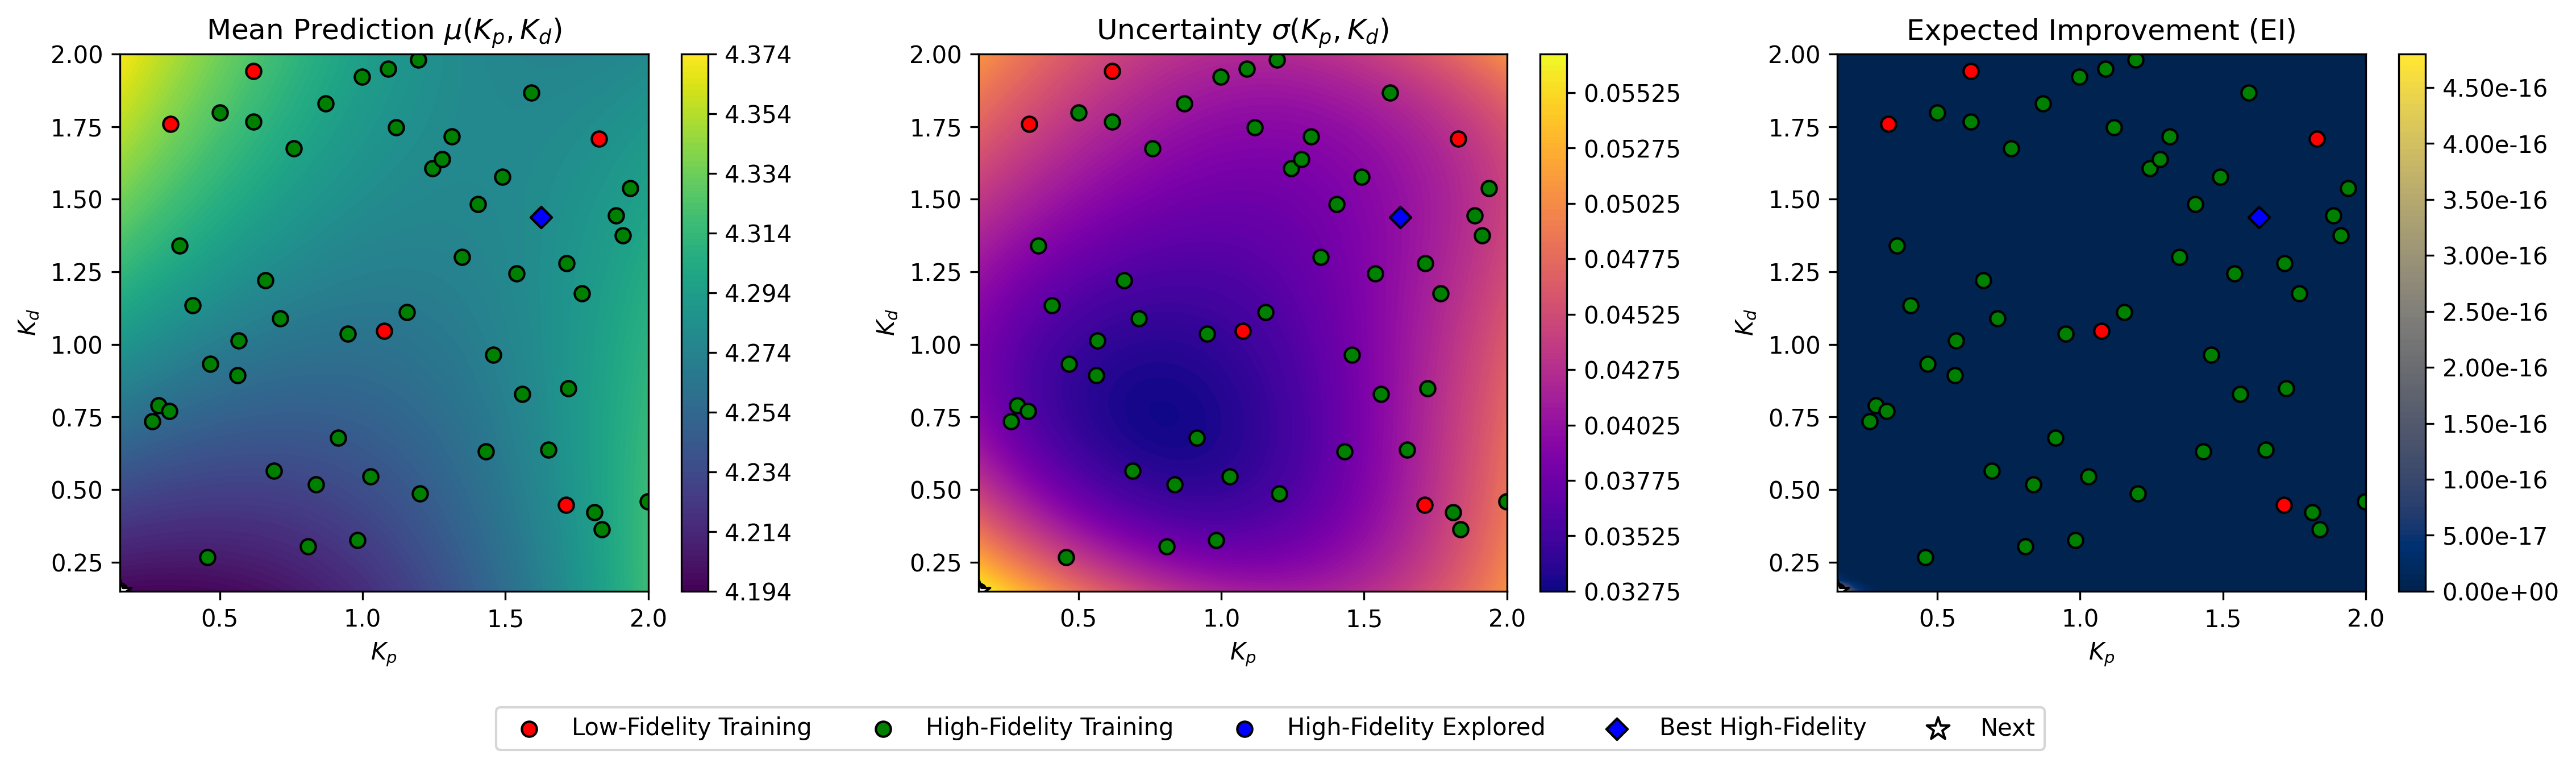 Mean Prediction μ(K_p, K_d)
2.00
1.75
1.50
1.25
1.00
0.75
0.50
0.25
K_d
0.5
1.0
1.5
2.0
K_p
4.374
4.354
4.334
4.314
4.294
4.274
4.254
4.234
4.214
4.194
Uncertainty σ(K_p, K_d)
2.00
1.75
1.50
1.25
1.00
0.75
0.50
0.25
K_d
0.5
1.0
1.5
2.0
K_p
0.05525
0.05275
0.05025
0.04775
0.04525
0.04275
0.04025
0.03775
0.03525
0.03275
Expected Improvement (EI)
2.00
1.75
1.50
1.25
1.00
0.75
0.50
0.25
K_d
0.5
1.0
1.5
2.0
K_p
4.50e-16
4.00e-16
3.50e-16
3.00e-16
2.50e-16
2.00e-16
1.50e-16
1.00e-16
5.00e-17
0.00e+00
Low-Fidelity Training
High-Fidelity Training
High-Fidelity Explored
Best High-Fidelity
Next